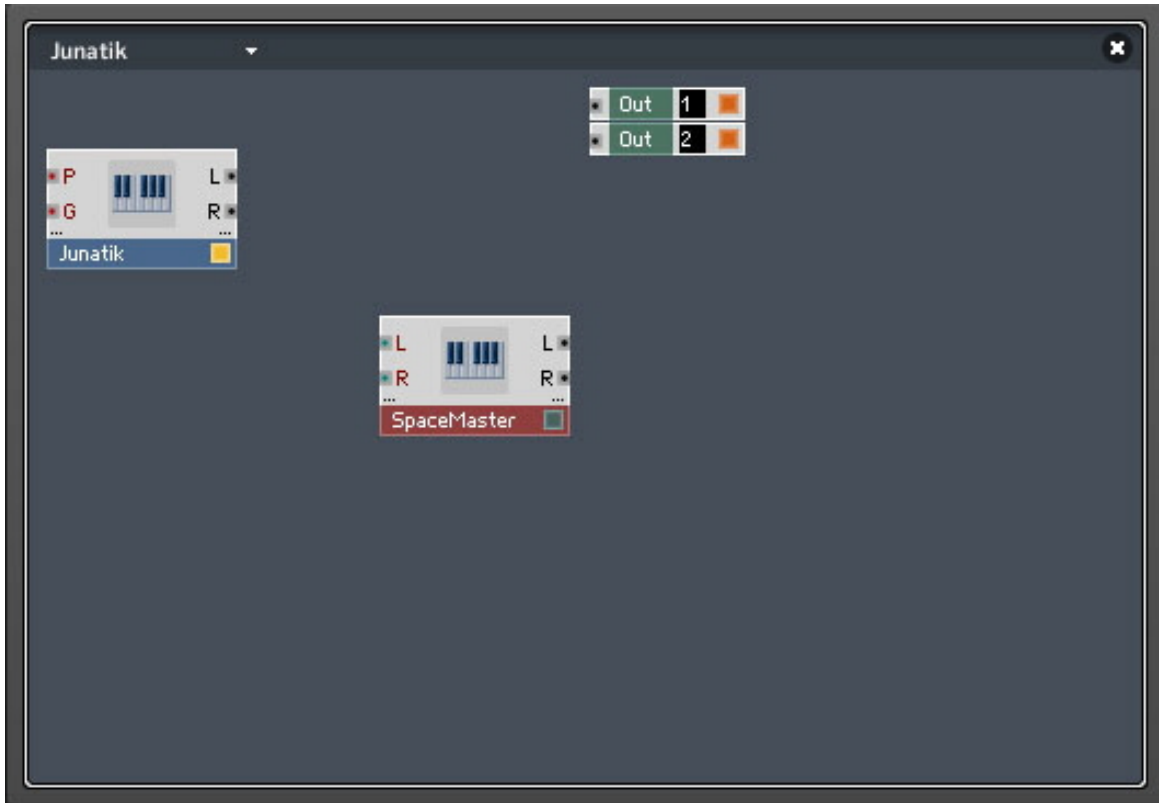 Junatik
Out 1
Out 2
P L
G R
... ...
Junatik
L L
R R
... ...
SpaceMaster